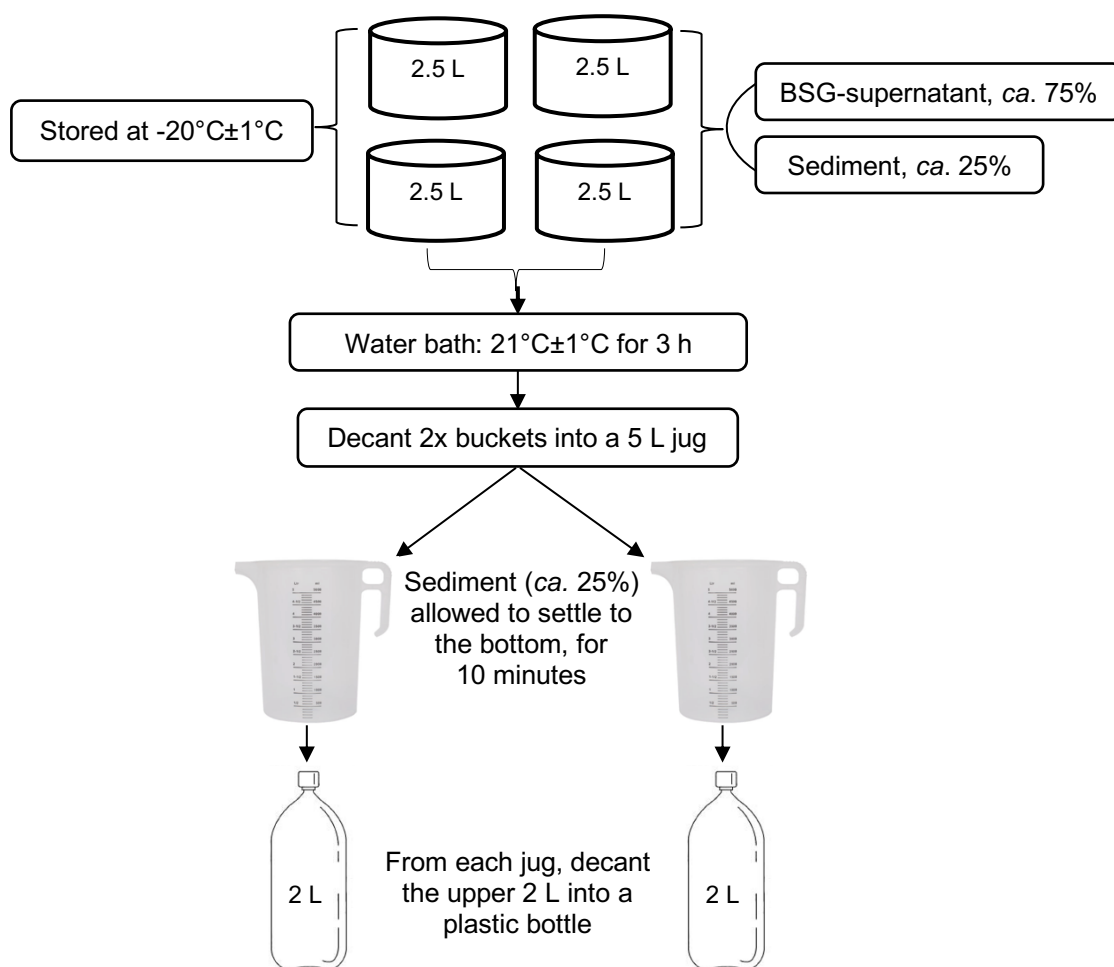 2.5 L
2.5 L
BSG-supernatant, ca. 75%
Stored at -20°C±1°C
Sediment, ca. 25%
2.5 L
2.5 L
Water bath: 21°C±1°C for 3 h
Decant 2x buckets into a 5 L jug
Sediment (ca. 25%)
allowed to settle to
the bottom, for
10 minutes
From each jug, decant
the upper 2 L into a
plastic bottle
2 L
2 L